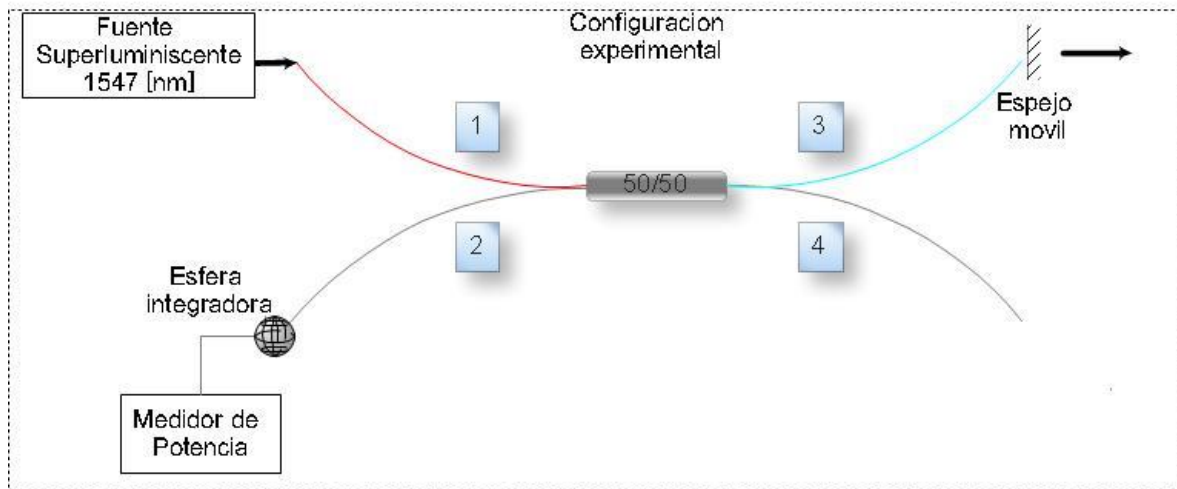 Fuente
Superluminiscente
1547 [nm]
Configuracion
experimental
Espejo
movil
1
3
50/50
2
4
Esfera
integradora
Medidor de
Potencia